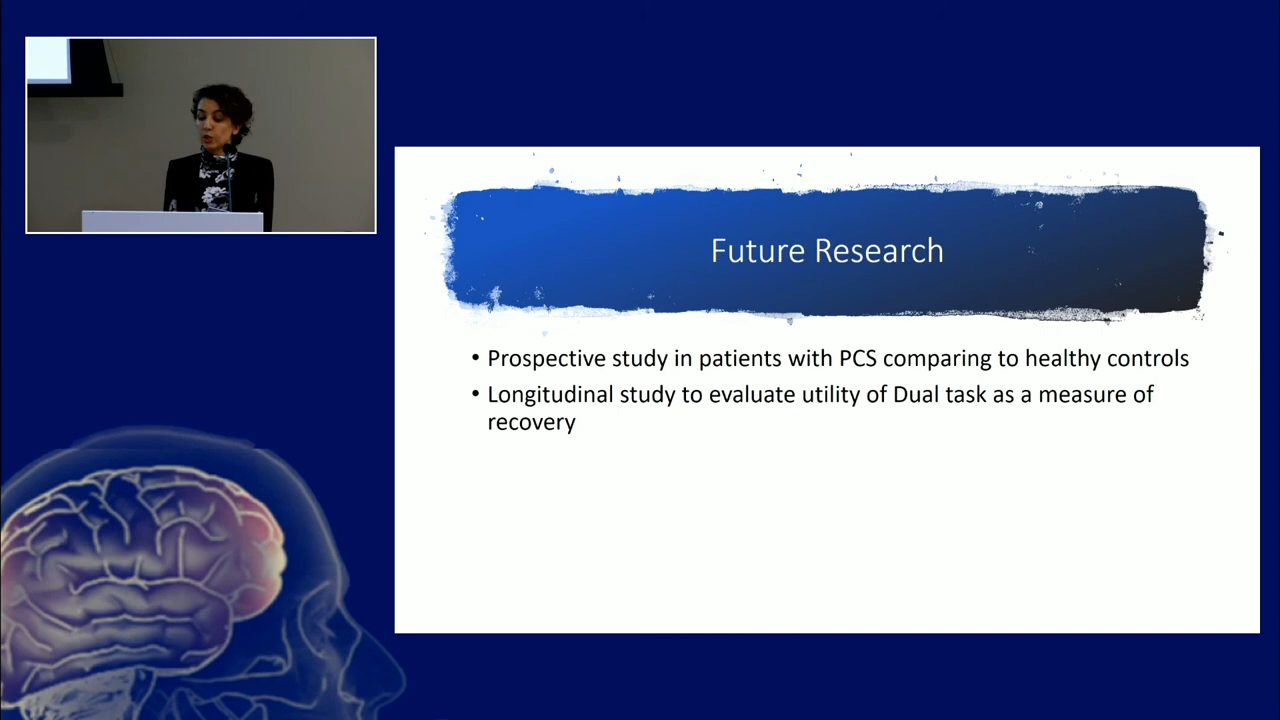 Future Research
• Prospective study in patients with PCS comparing to healthy controls
• Longitudinal study to evaluate utility of Dual task as a measure of
recovery